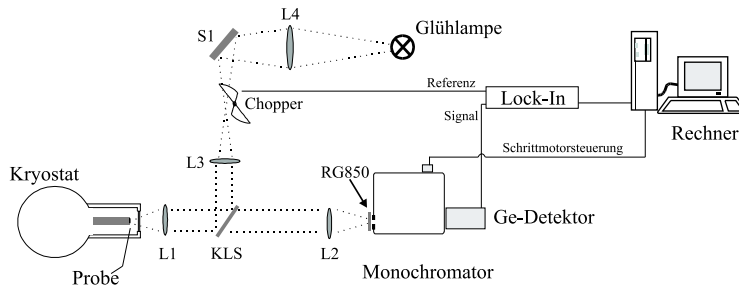 L4
S1
Glühlampe
Chopper
Referenz
Lock-In
Signal
Rechner
L3
Schrittmotorsteuerung
RG850
Kryostat
Ge-Detektor
L1
KLS
L2
Probe
Monochromator